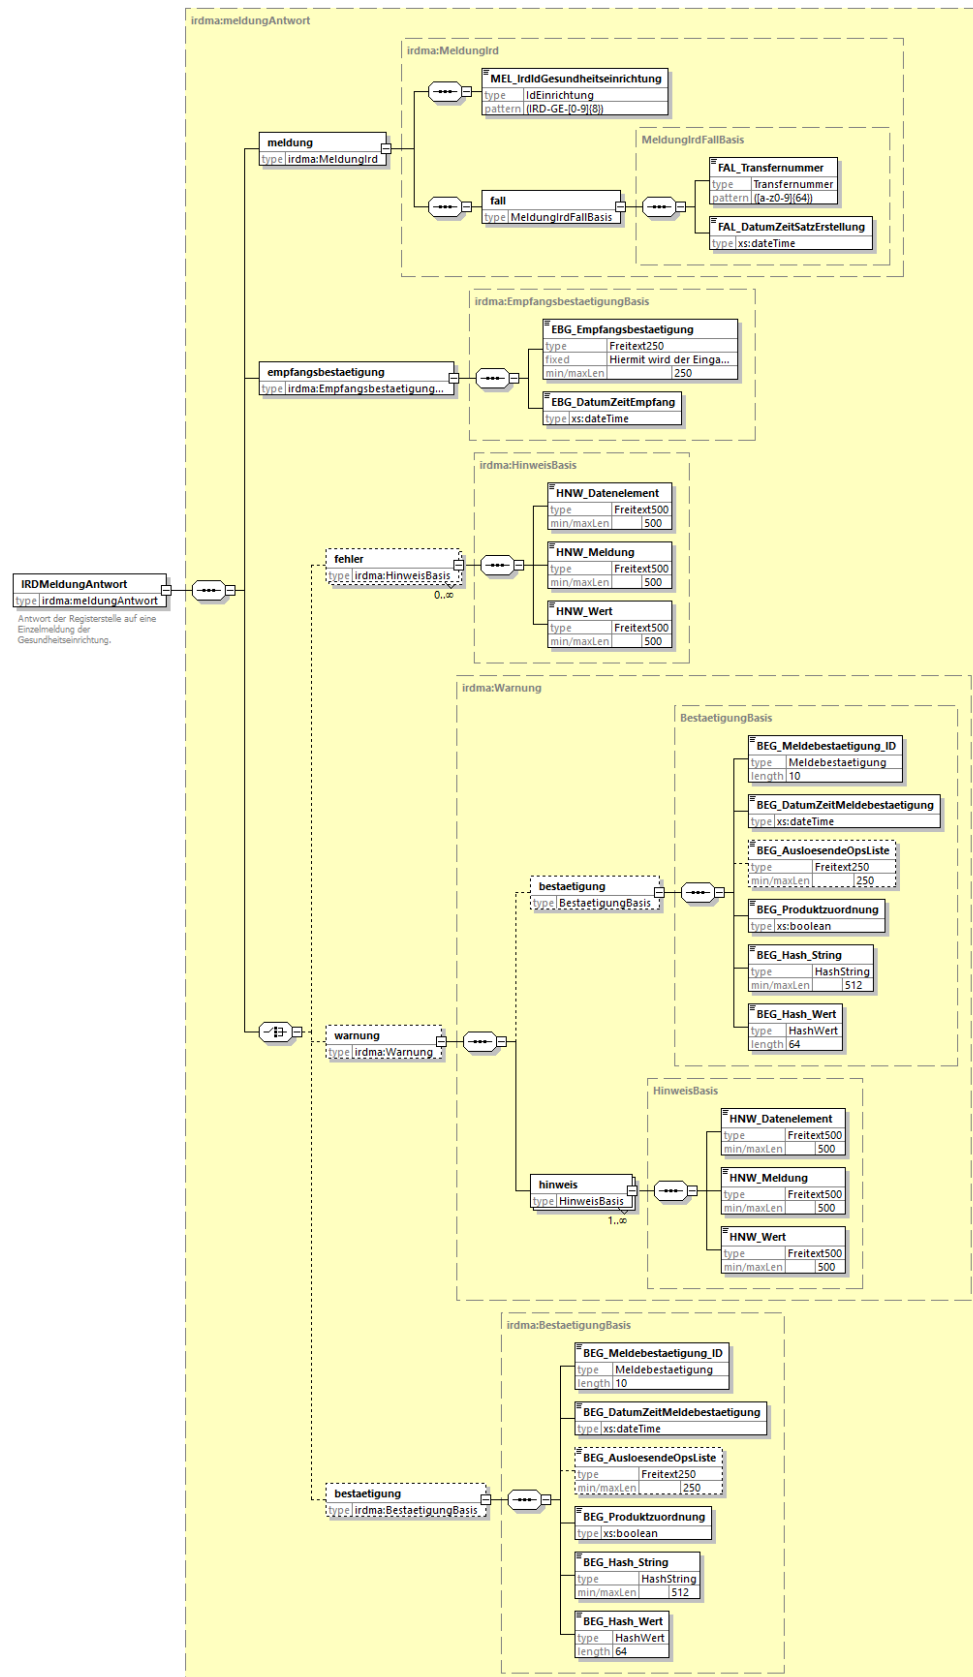 irdma:meldungAntwort
irdma:MeldungIrd
MEL_IrdIdGesundheitseinrichtung
type IdEinrichtung
pattern (IRD-GE-[0-9]{8})
meldung
type irdma:MeldungIrd
MeldungIrdFallBasis
FAL_Transfernummer
type Transfernummer
pattern ([a-z0-9]{64})
fall
type MeldungIrdFallBasis
FAL_DatumZeitSatzErstellung
type xs:dateTime
irdma:EmpfangsbestaetigungBasis
EBG_Empfangsbestaetigung
type Freitext250
fixed Hiermit wird der Einga...
min/maxLen 250
empfangsbestaetigung
type irdma:Empfangsbestaetigung...
EBG_DatumZeitEmpfang
type xs:dateTime
irdma:HinweisBasis
HNW_Datenelement
type Freitext500
min/maxLen 500
fehler
type irdma:HinweisBasis
0..∞
HNW_Meldung
type Freitext500
min/maxLen 500
HNW_Wert
type Freitext500
min/maxLen 500
IRDMeldungAntwort
type irdma:meldungAntwort
Antwort der Registerstelle auf eine
Einzelmeldung der
Gesundheitseinrichtung.
irdma:Warnung
BestaetigungBasis
BEG_Meldebestaetigung_ID
type Meldebestaetigung
length 10
BEG_DatumZeitMeldebestaetigung
type xs:dateTime
BEG_AusloesendeOpsListe
type Freitext250
min/maxLen 250
bestaetigung
type BestaetigungBasis
BEG_Produktzuordnung
type xs:boolean
BEG_Hash_String
type HashString
min/maxLen 512
BEG_Hash_Wert
type HashWert
length 64
warnung
type irdma:Warnung
HinweisBasis
HNW_Datenelement
type Freitext500
min/maxLen 500
hinweis
type HinweisBasis
1..∞
HNW_Meldung
type Freitext500
min/maxLen 500
HNW_Wert
type Freitext500
min/maxLen 500
irdma:BestaetigungBasis
BEG_Meldebestaetigung_ID
type Meldebestaetigung
length 10
BEG_DatumZeitMeldebestaetigung
type xs:dateTime
BEG_AusloesendeOpsListe
type Freitext250
min/maxLen 250
bestaetigung
type irdma:BestaetigungBasis
BEG_Produktzuordnung
type xs:boolean
BEG_Hash_String
type HashString
min/maxLen 512
BEG_Hash_Wert
type HashWert
length 64